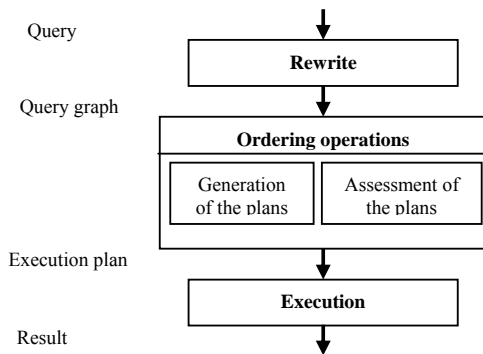 Query
Rewrite
Query graph
Ordering operations
Generation
of the plans
Assessment of
the plans
Execution plan
Execution
Result